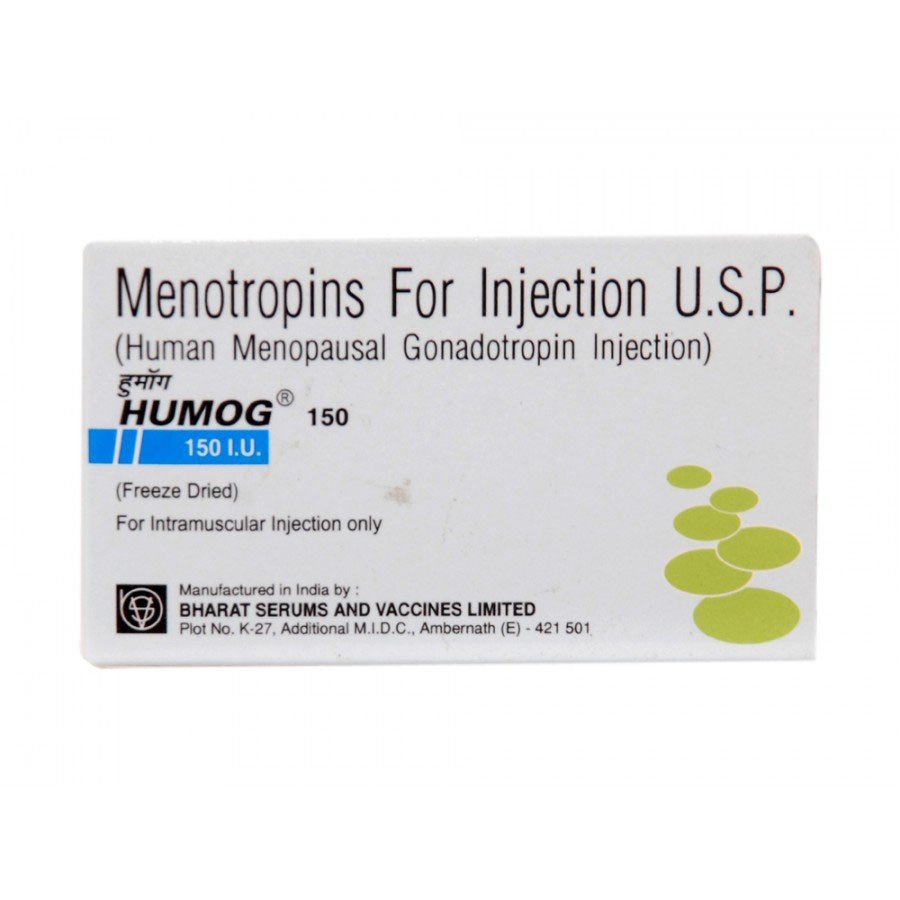 Menotropins For Injection U.S.P.
(Human Menopausal Gonadotropin Injection)
हुमॉग
HUMOG® 150
150 I.U.
(Freeze Dried)
For Intramuscular Injection only
Manufactured in India by :
BHARAT SERUMS AND VACCINES LIMITED
Plot No. K-27, Additional M.I.D.C., Ambernath (E) - 421 501